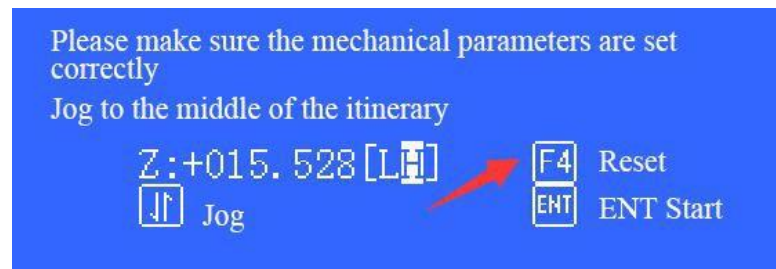 Please make sure the mechanical parameters are set
correctly
Jog to the middle of the itinerary
Z:+015.528[LH] F4 Reset
Jog ENT ENT Start